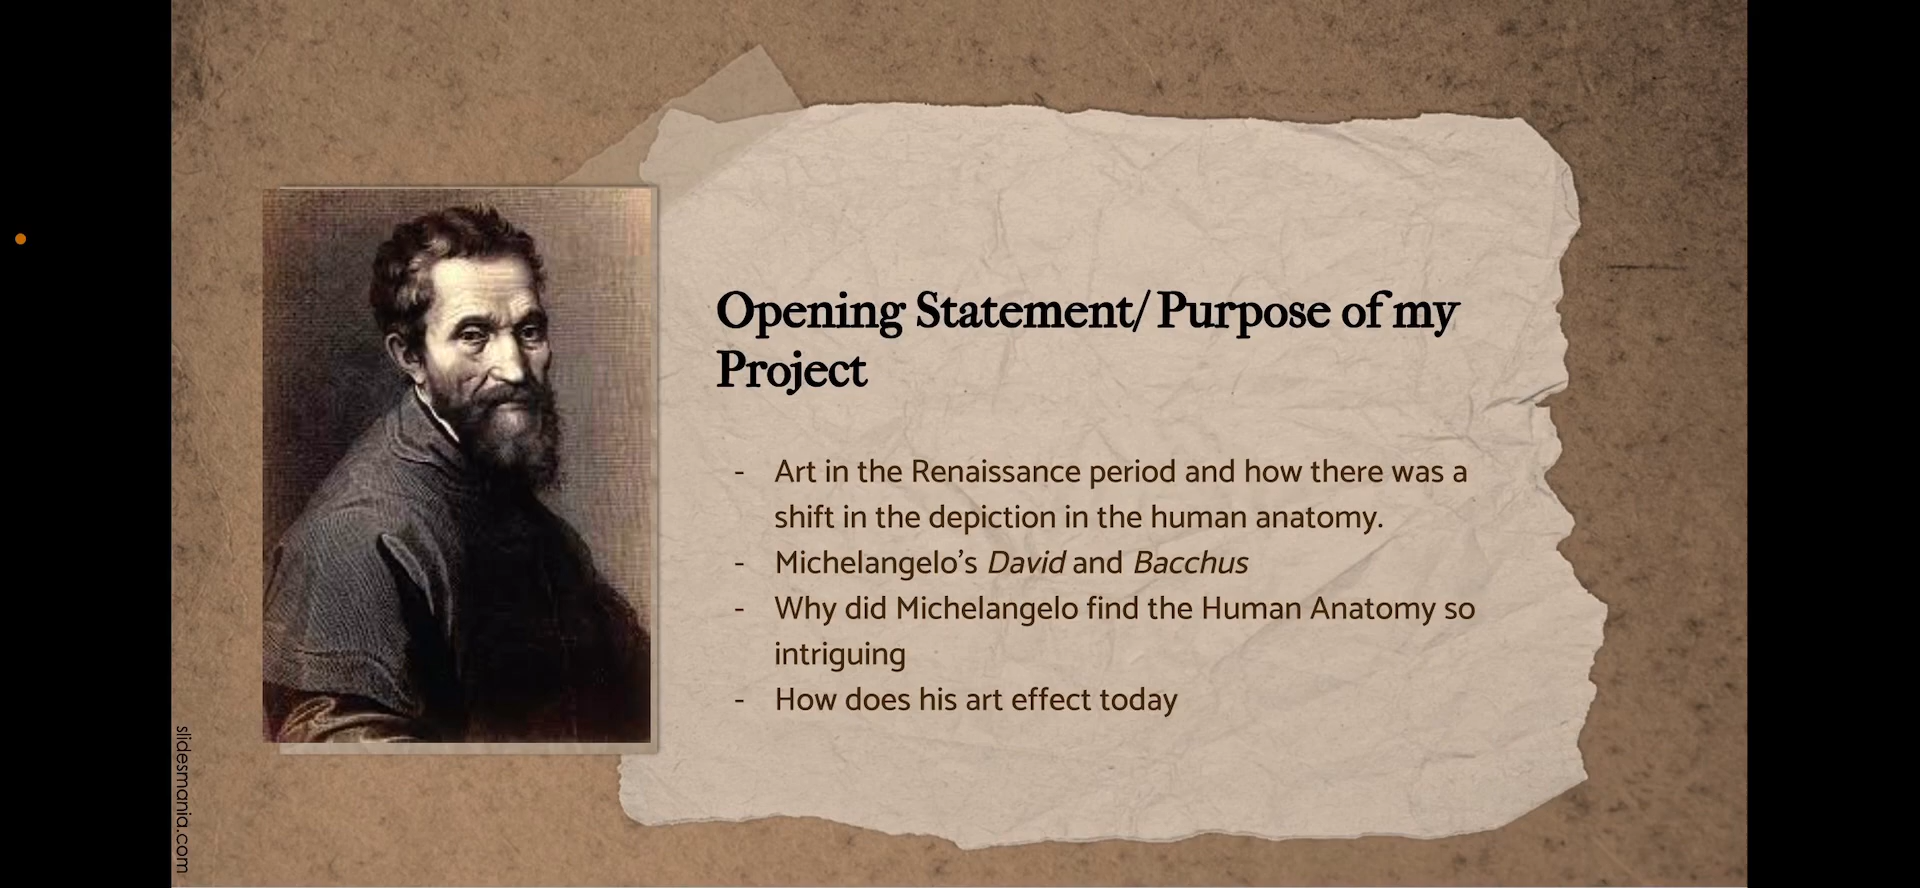 Opening Statement/ Purpose of my
Project
- Art in the Renaissance period and how there was a
shift in the depiction in the human anatomy.
- Michelangelo’s David and Bacchus
- Why did Michelangelo find the Human Anatomy so
intriguing
- How does his art effect today
slidesmania.com